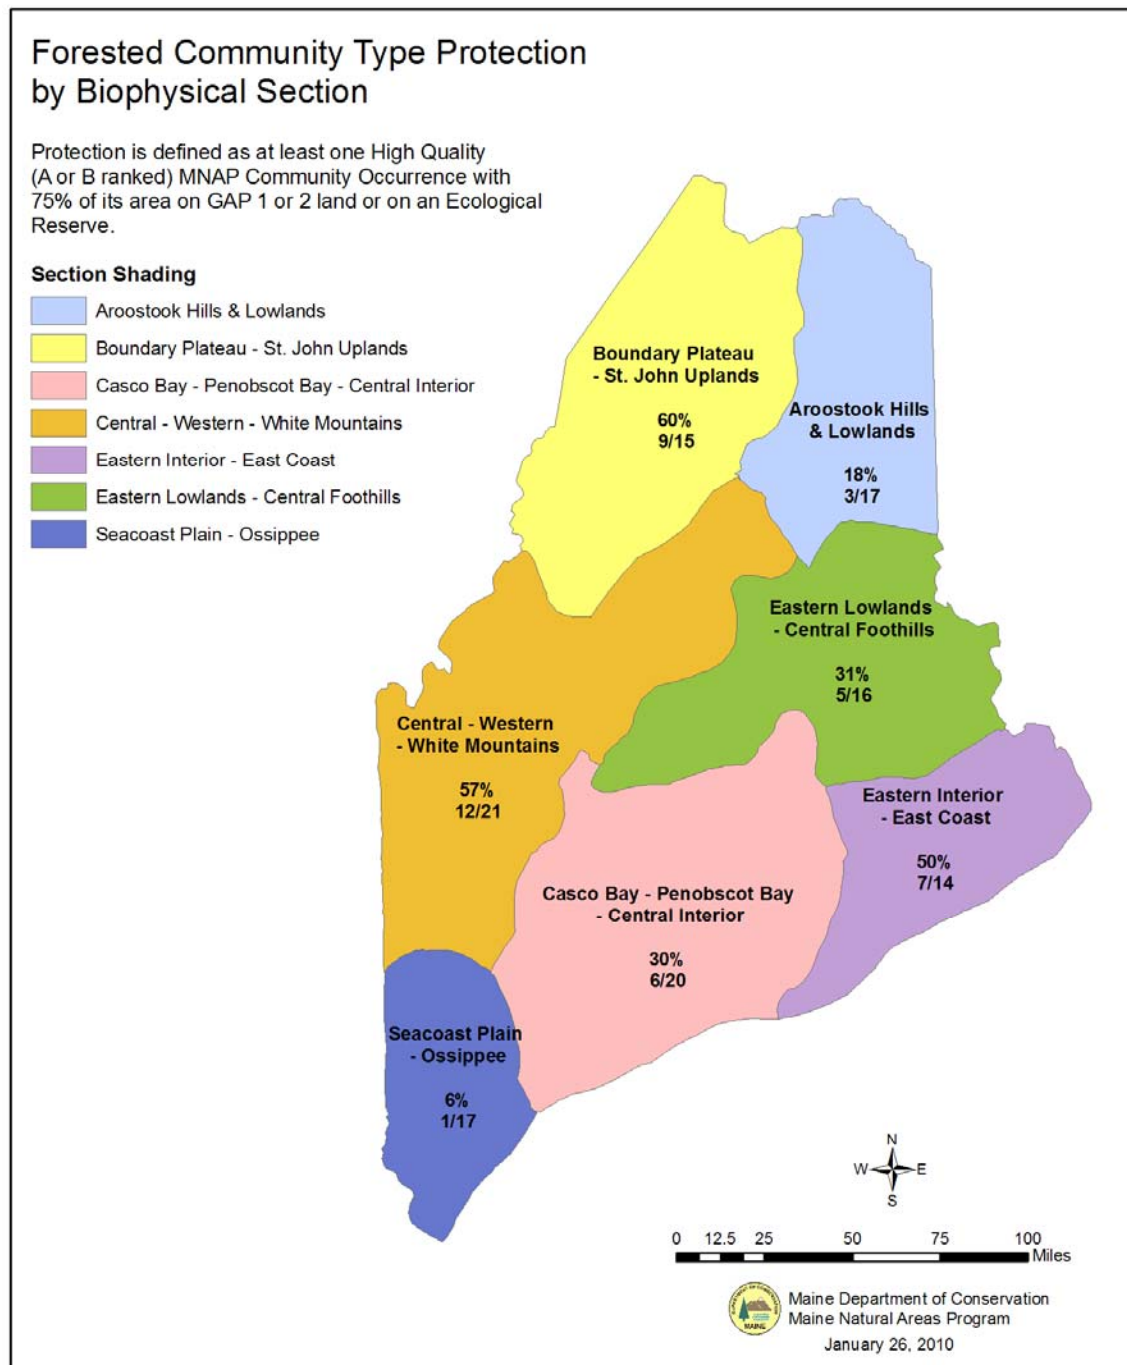 Forested Community Type Protection
by Biophysical Section
Protection is defined as at least one High Quality
(A or B ranked) MNAP Community Occurrence with
75% of its area on GAP 1 or 2 land or on an Ecological
Reserve.
Section Shading
Aroostook Hills & Lowlands
Boundary Plateau - St. John Uplands
Casco Bay - Penobscot Bay - Central Interior
Central - Western - White Mountains
Eastern Interior - East Coast
Eastern Lowlands - Central Foothills
Seacoast Plain - Ossippee
Boundary Plateau
- St. John Uplands
60%
9/15
Aroostook Hills
& Lowlands
18%
3/17
Eastern Lowlands
- Central Foothills
31%
5/16
Central - Western
- White Mountains
57%
12/21
Eastern Interior
- East Coast
50%
7/14
Casco Bay - Penobscot Bay
- Central Interior
30%
6/20
Seacoast Plain
- Ossippee
6%
1/17
N
W E
S
0 12.5 25 50 75 100
Miles
MAINE
Maine Department of Conservation
Maine Natural Areas Program
January 26, 2010